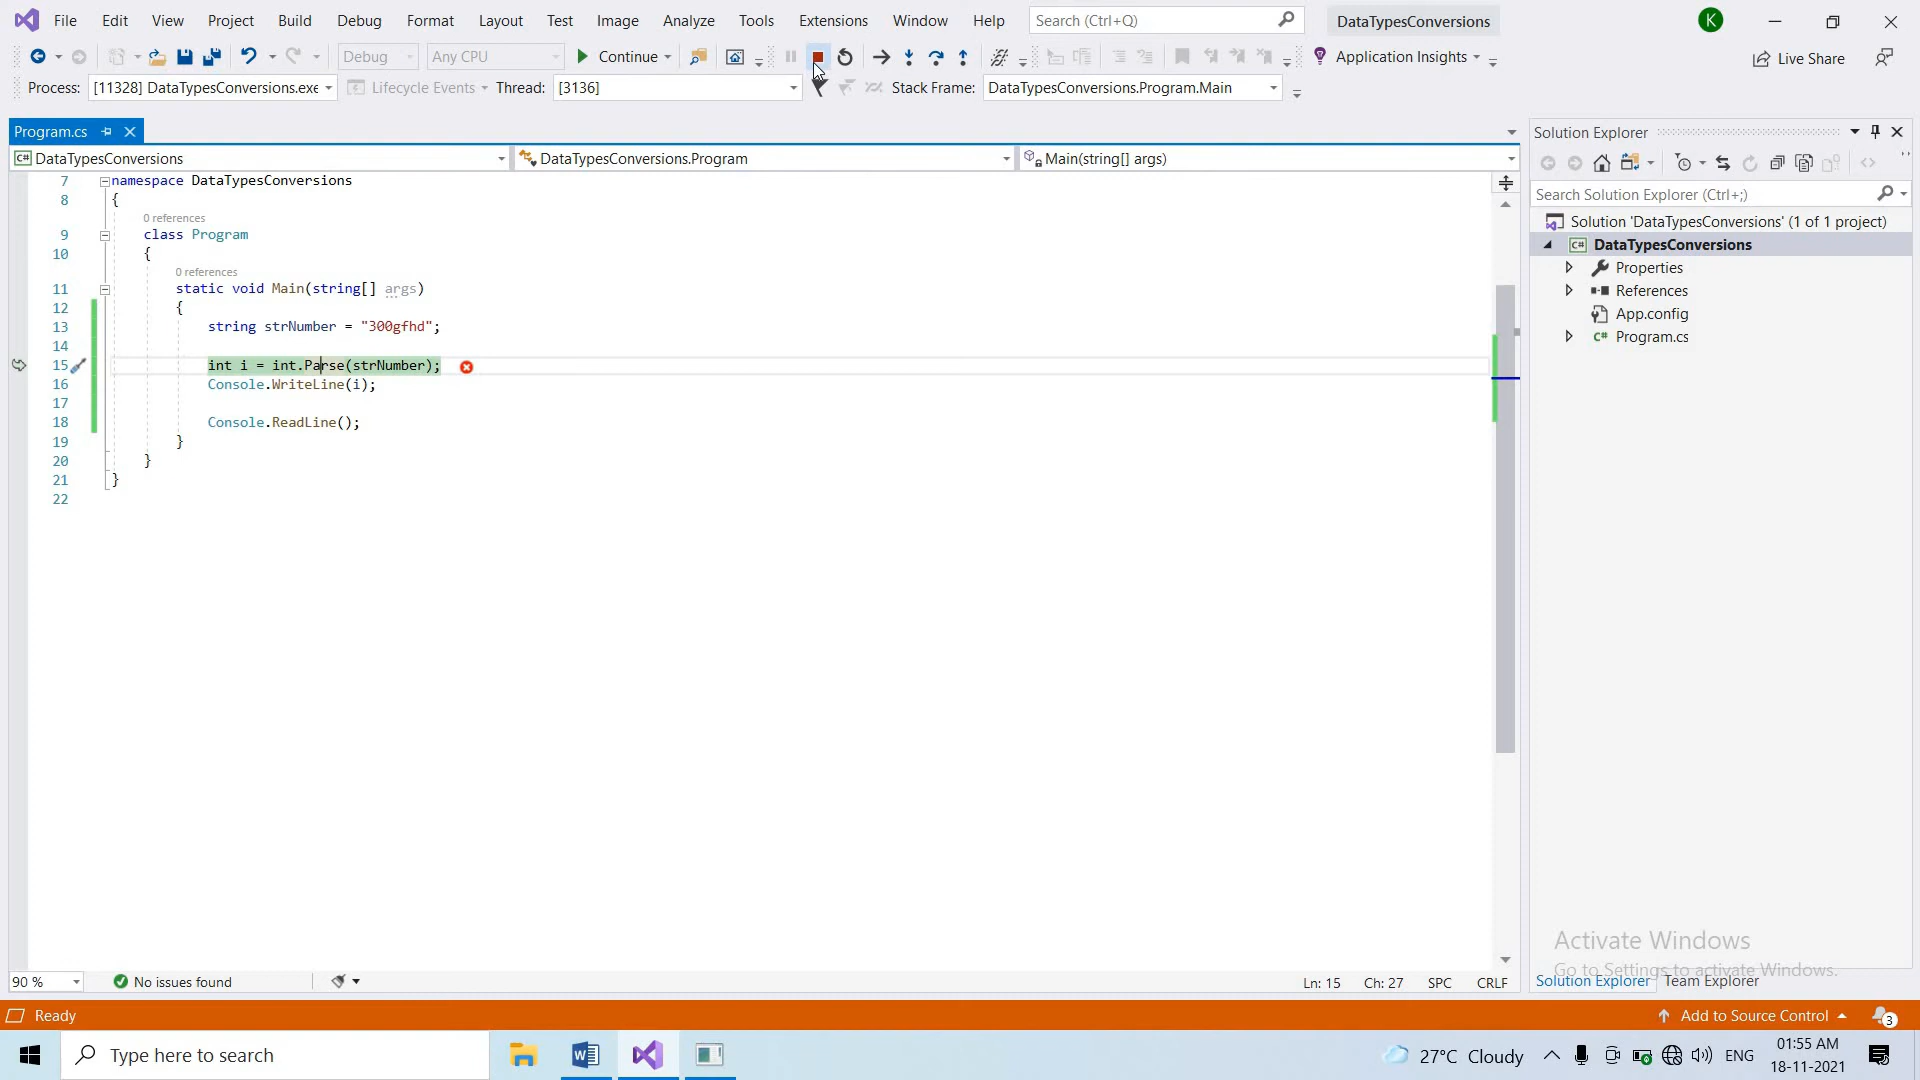 File Edit View Project Build Debug Format Layout Test Image Analyze Tools Extensions Window Help Search (Ctrl+Q) DataTypesConversions K
Debug Any CPU Continue Application Insights Live Share
Process: [11328] DataTypesConversions.exe Lifecycle Events Thread: [3136] Stack Frame: DataTypesConversions.Program.Main
Program.cs
C# DataTypesConversions DataTypesConversions.Program Main(string[] args)
7 namespace DataTypesConversions
8 {
0 references
9 class Program
10 {
0 references
11 static void Main(string[] args)
12 {
13 string strNumber = "300gfhd";
14
15 int i = int.Parse(strNumber);
16 Console.WriteLine(i);
17
18 Console.ReadLine();
19 }
20 }
21 }
22
90 % No issues found Ln: 15 Ch: 27 SPC CRLF
Solution Explorer
Search Solution Explorer (Ctrl+;)
Solution 'DataTypesConversions' (1 of 1 project)
C# DataTypesConversions
Properties
References
App.config
C# Program.cs
Activate Windows
Go to Settings to activate Windows.
Solution Explorer Team Explorer
Ready Add to Source Control 3
Type here to search 27°C Cloudy ENG 01:55 AM
18-11-2021